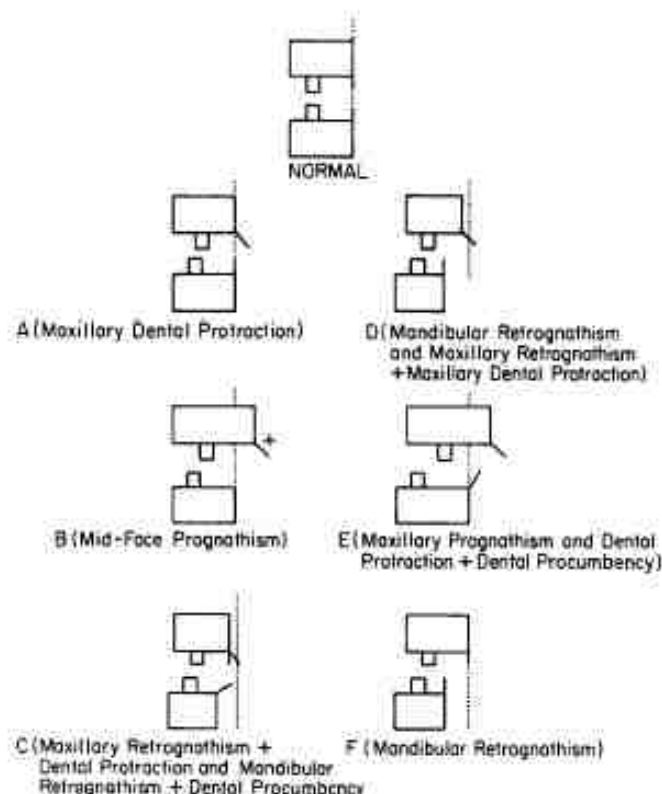 NORMAL
A (Maxillary Dental Protraction)
D (Mandibular Retrognathism
and Maxillary Retrognathism
+Maxillary Dental Protraction)
+
B (Mid-Face Prognathism)
E (Maxillary Prognathism and Dental
Protraction + Dental Procumbency)
C (Maxillary Retrognathism +
Dental Protraction and Mandibular
Retrognathism + Dental Procumbency
F (Mandibular Retrognathism)